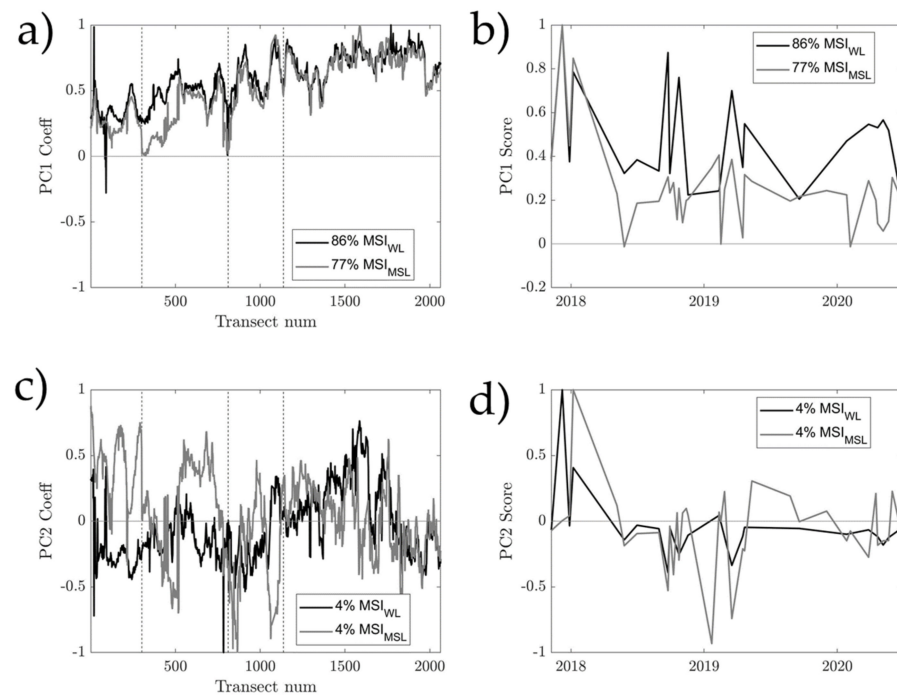 a)
1
0.5
0
-0.5
-1
PC1 Coeff
86% MSI_WL
77% MSI_MSL
500 1000 1500 2000
Transect num
b)
1
0.8
0.6
0.4
0.2
0
-0.2
PC1 Score
86% MSI_WL
77% MSI_MSL
2018 2019 2020
c)
1
0.5
0
-0.5
-1
PC2 Coeff
4% MSI_WL
4% MSI_MSL
500 1000 1500 2000
Transect num
d)
1
0.5
0
-0.5
-1
PC2 Score
4% MSI_WL
4% MSI_MSL
2018 2019 2020